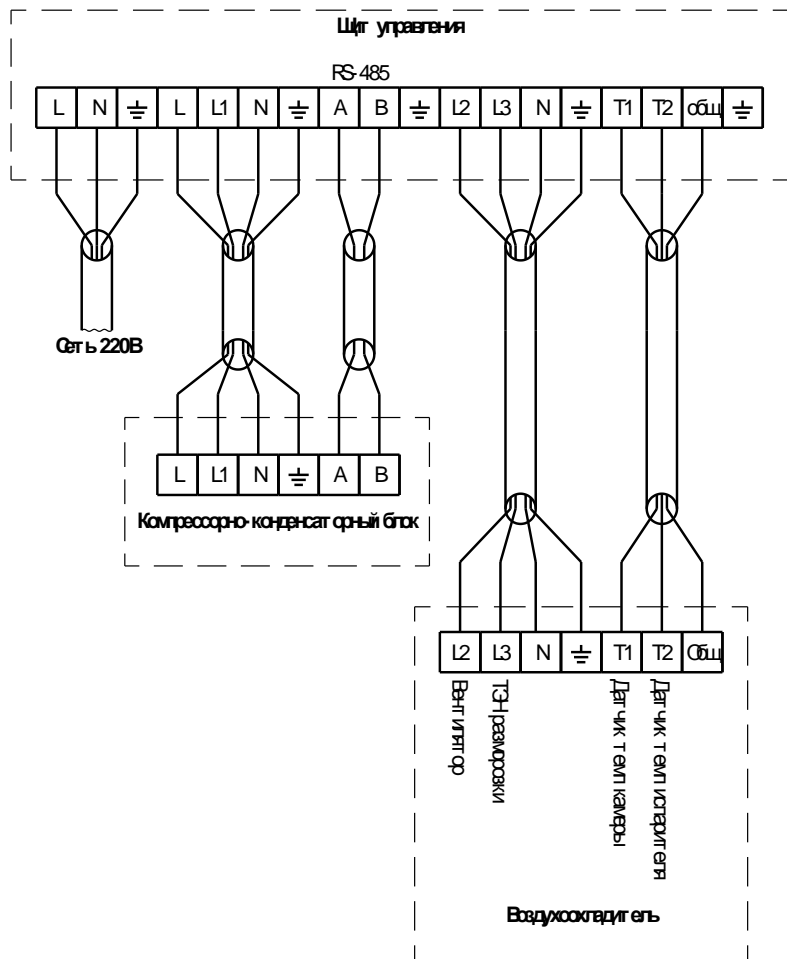 Щит управления
RS-485
L N L L1 N A B L2 L3 N T1 T2 общ
Сеть 220В
L L1 N A B
Компрессорно-конденсаторный блок
L2 L3 N T1 T2 Общ
Вентилятор
ТЭН разморозки
Датчик темп камеры
Датчик темп испарителя
Воздухоохладитель